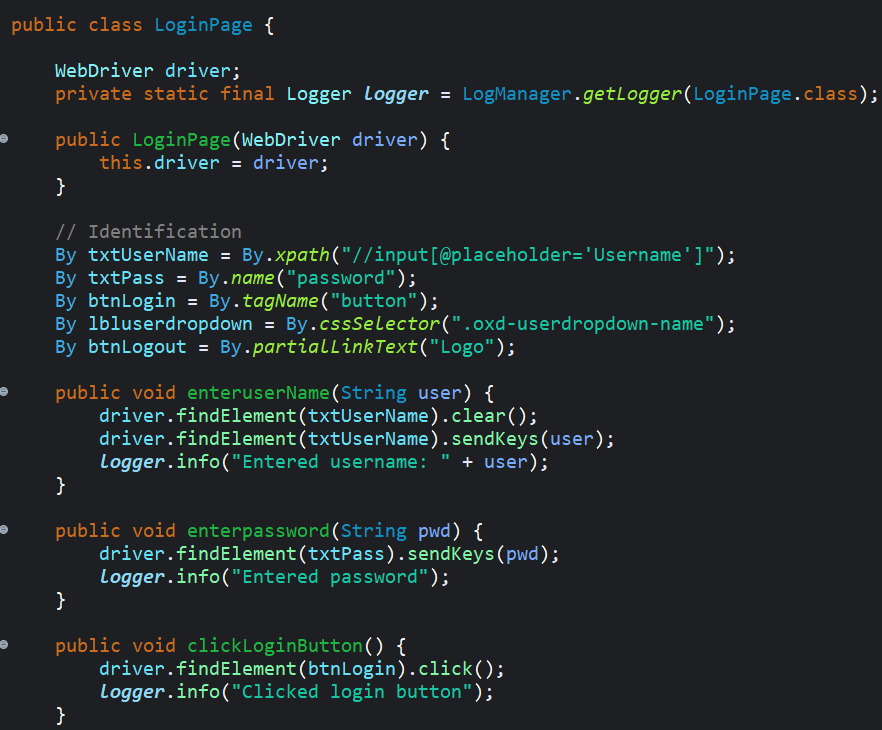 public class LoginPage {
WebDriver driver;
private static final Logger logger = LogManager.getLogger(LoginPage.class);
public LoginPage(WebDriver driver) {
this.driver = driver;
}
// Identification
By txtUserName = By.xpath("//input[@placeholder='Username']");
By txtPass = By.name("password");
By btnLogin = By.tagName("button");
By lbluserdropdown = By.cssSelector(".oxd-userdropdown-name");
By btnLogout = By.partialLinkText("Logo");
public void enteruserName(String user) {
driver.findElement(txtUserName).clear();
driver.findElement(txtUserName).sendKeys(user);
logger.info("Entered username: " + user);
}
public void enterpassword(String pwd) {
driver.findElement(txtPass).sendKeys(pwd);
logger.info("Entered password");
}
public void clickLoginButton() {
driver.findElement(btnLogin).click();
logger.info("Clicked login button");
}